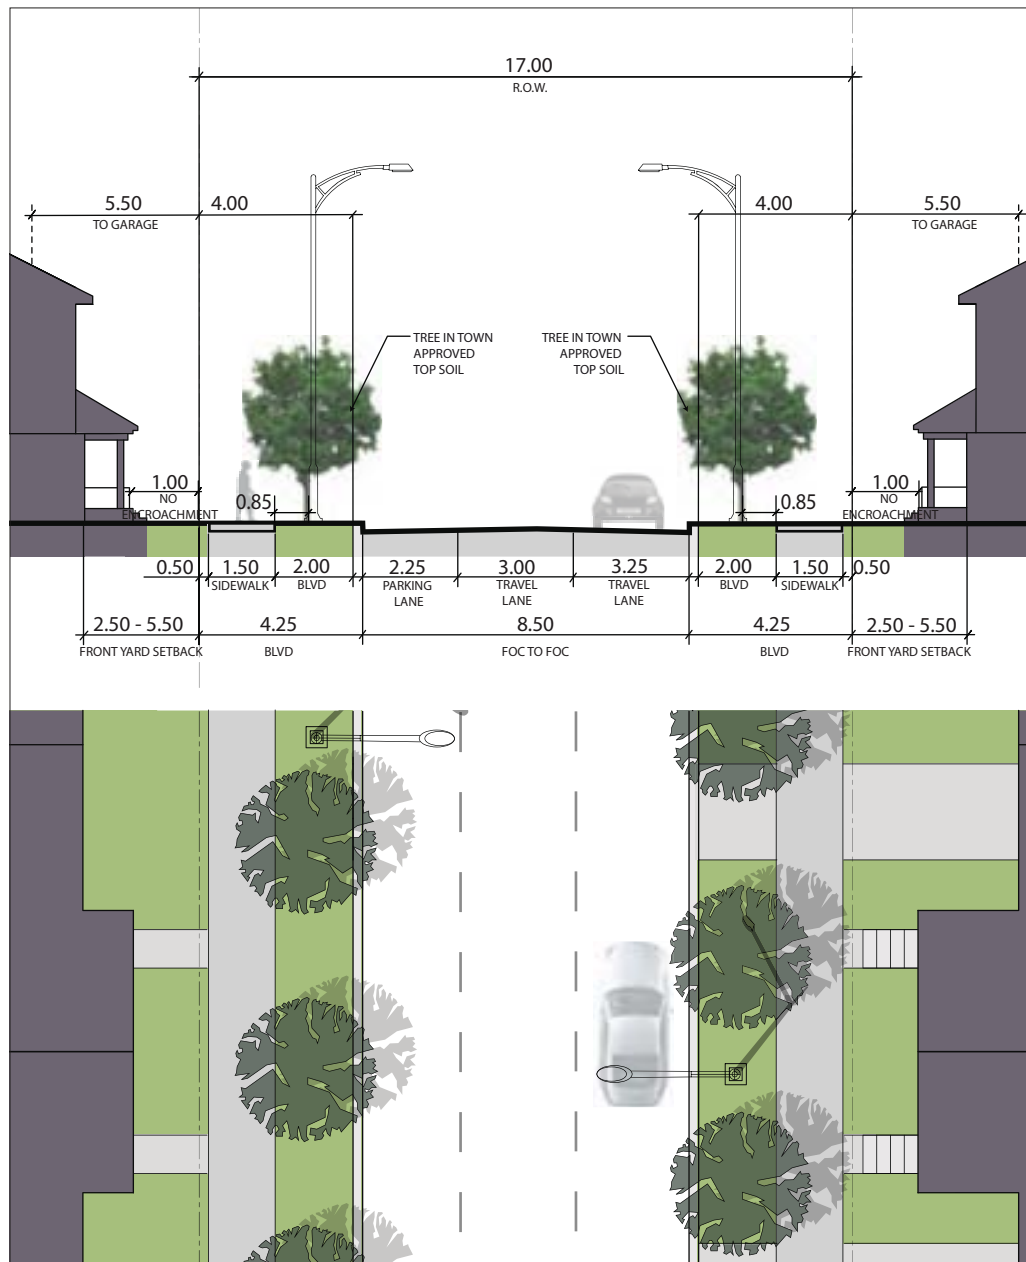 17.00
R.O.W.
5.50
TO GARAGE
4.00
4.00
5.50
TO GARAGE
TREE IN TOWN
APPROVED
TOP SOIL
TREE IN TOWN
APPROVED
TOP SOIL
1.00
NO
ENCROACHMENT
0.85
0.85
1.00
NO
ENCROACHMENT
0.50
1.50
SIDEWALK
2.00
BLVD
2.25
PARKING
LANE
3.00
TRAVEL
LANE
3.25
TRAVEL
LANE
2.00
BLVD
1.50
SIDEWALK
0.50
2.50 - 5.50
FRONT YARD SETBACK
4.25
BLVD
8.50
FOC TO FOC
4.25
BLVD
2.50 - 5.50
FRONT YARD SETBACK